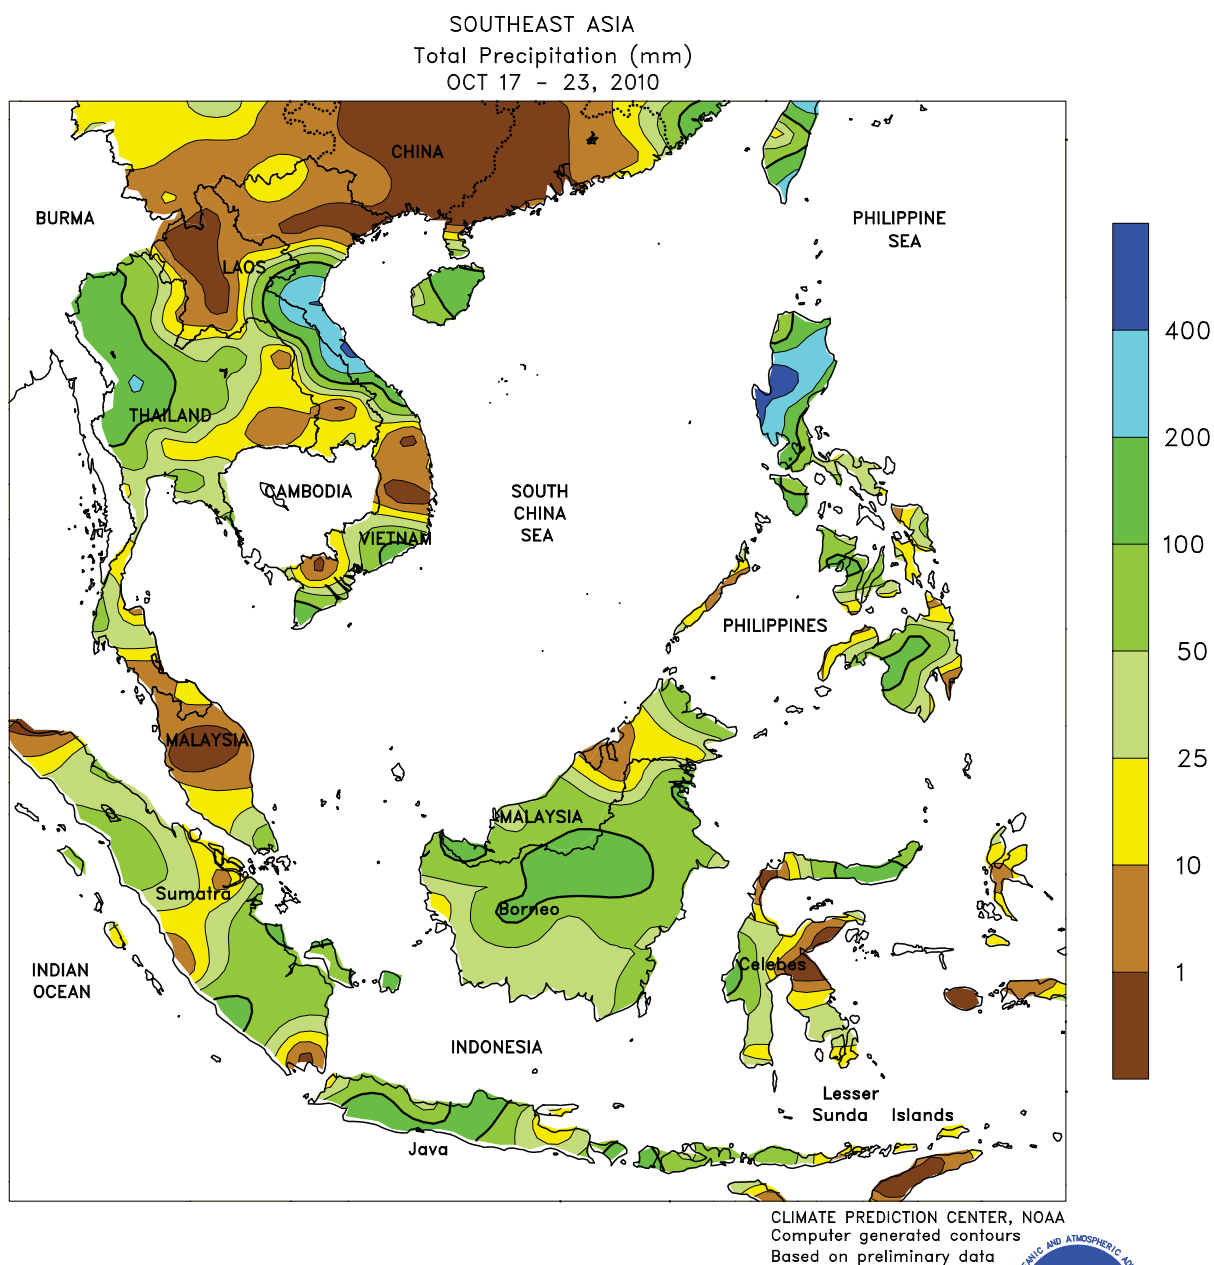 SOUTHEAST ASIA
Total Precipitation (mm)
OCT 17 - 23, 2010
CHINA
BURMA
PHILIPPINE
SEA
LAOS
400
THAILAND
200
CAMBODIA
SOUTH
CHINA
SEA
VIETNAM
100
PHILIPPINES
50
MALAYSIA
25
MALAYSIA
10
Sumatra
Borneo
Celebes
1
INDIAN
OCEAN
INDONESIA
Lesser
Sunda Islands
Java
CLIMATE PREDICTION CENTER, NOAA
Computer generated contours
Based on preliminary data
AND ATMOSPHERIC